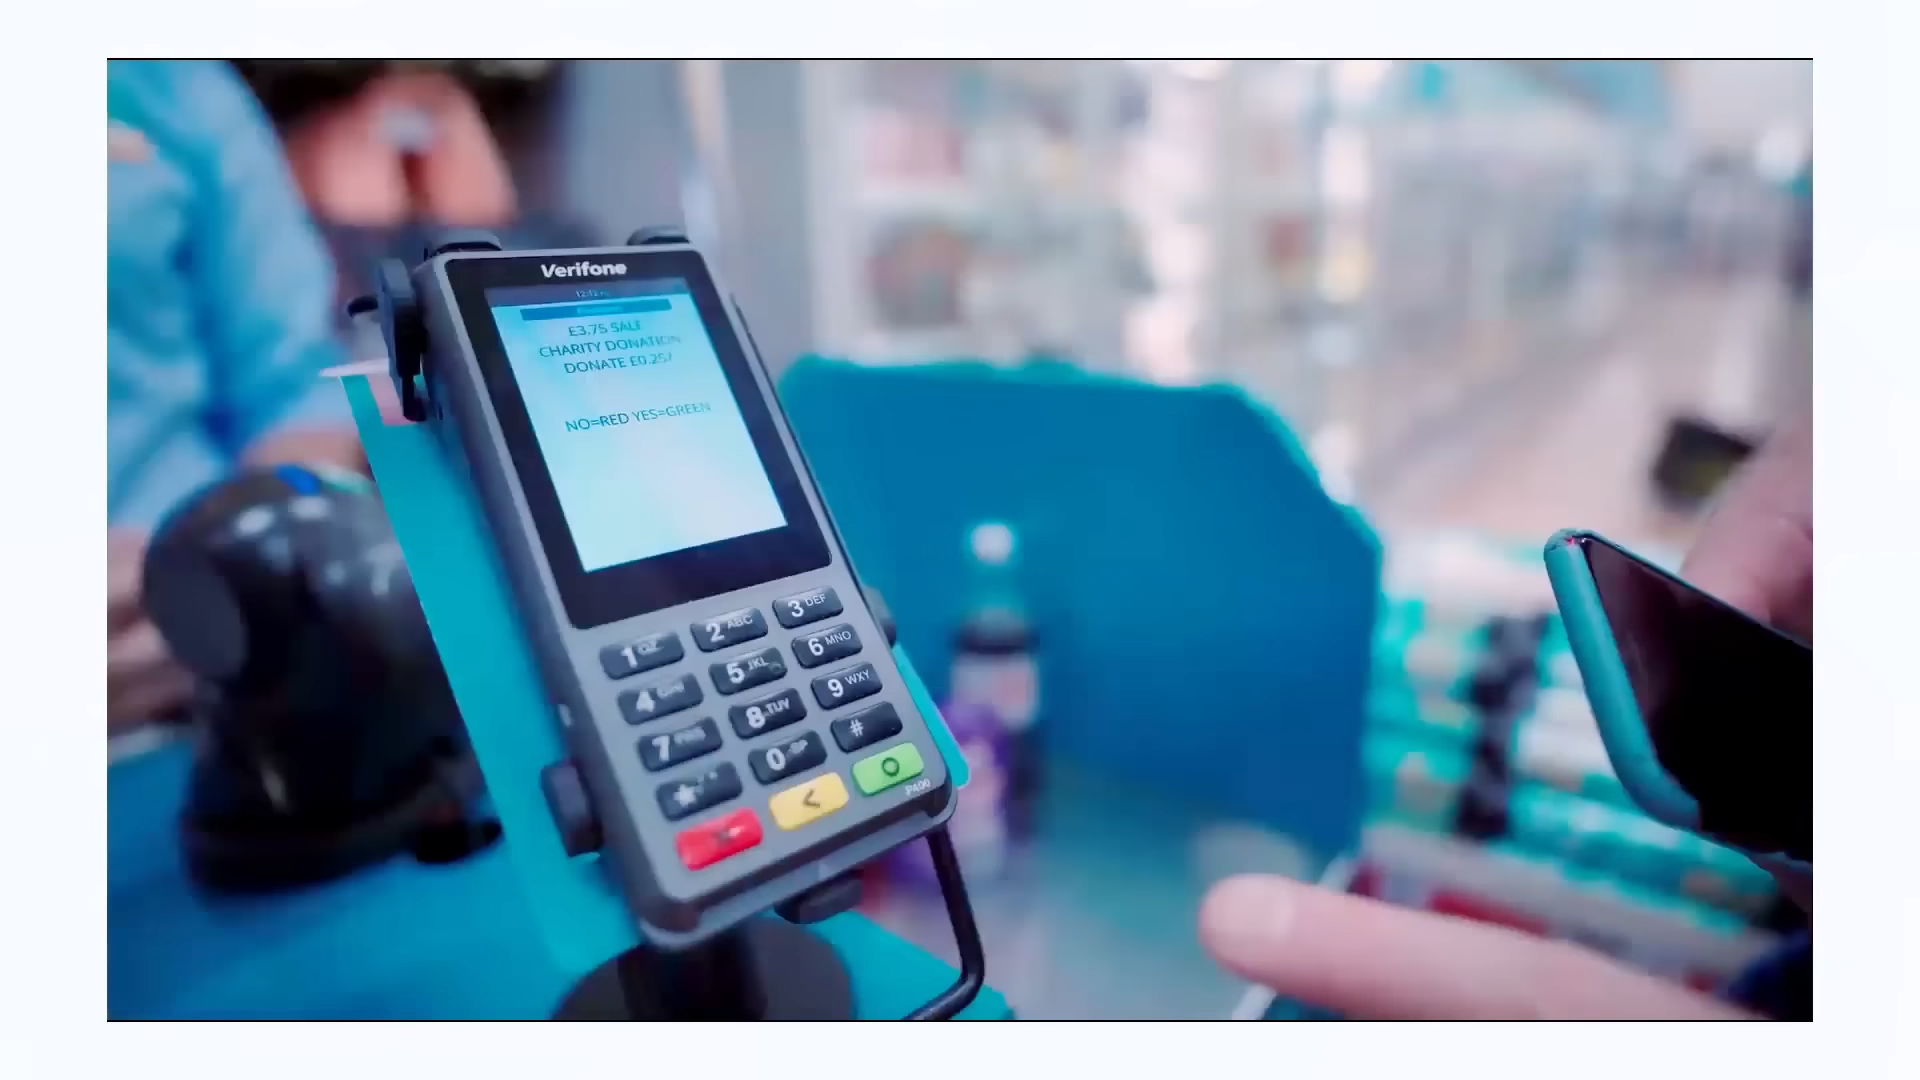 Verifone
£3.75 SALE
CHARITY DONATION
DONATE £0.25?
NO=RED YES=GREEN
1
2 ABC
3 DEF
4
5 JKL
6 MNO
7
8 TUV
9 WXY
*
0
#
<
P400